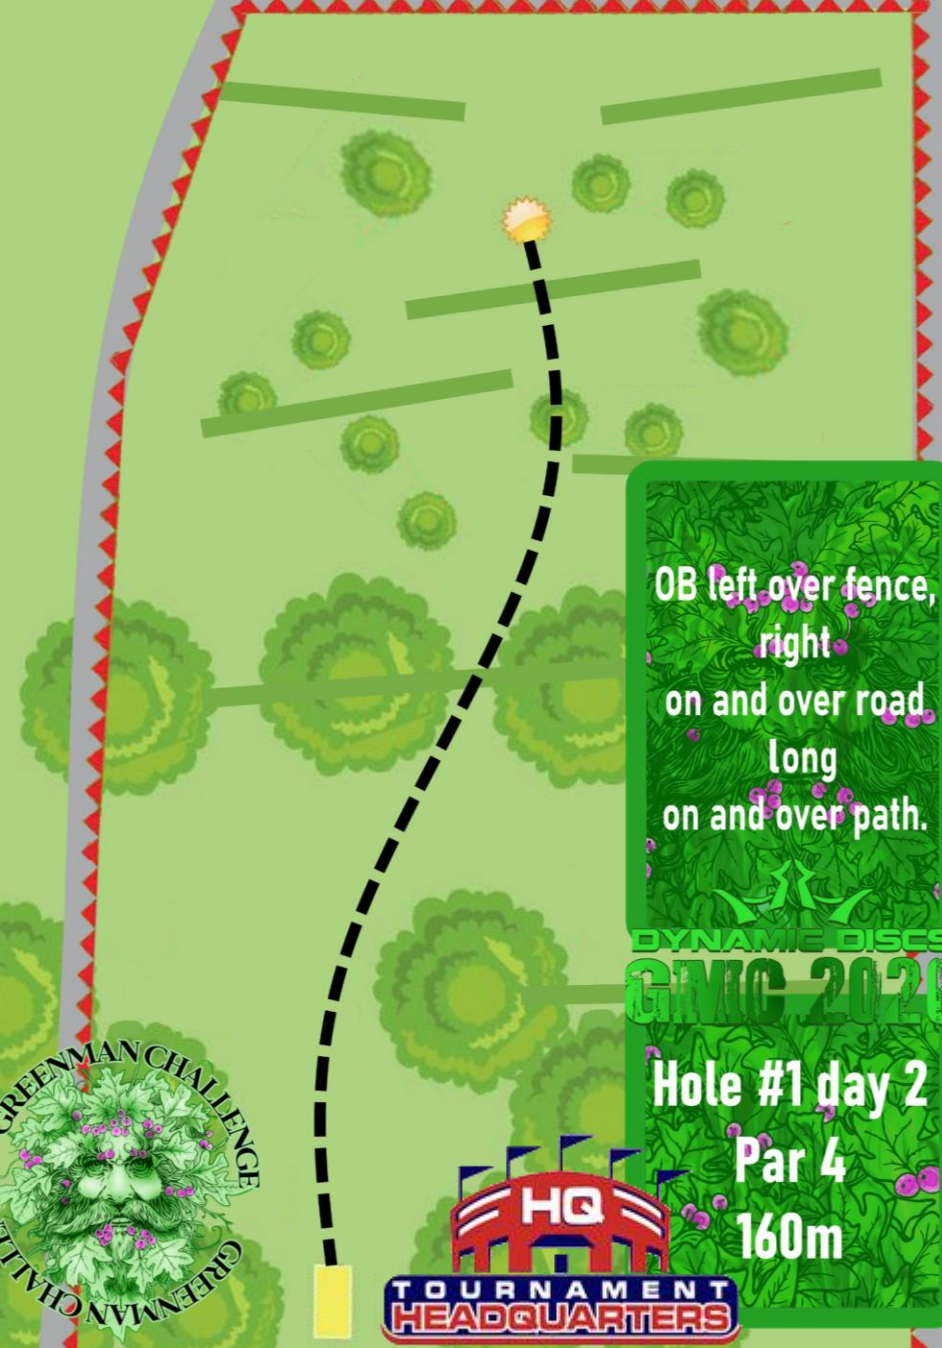 OB left over fence,
right
on and over road
long
on and over path.
DYNAMIC DISCS
GMC 2020
Hole #1 day 2
Par 4
160m
GREENMAN CHALLENGE
GREENMAN CHALLE
HQ
TOURNAMENT
HEADQUARTERS